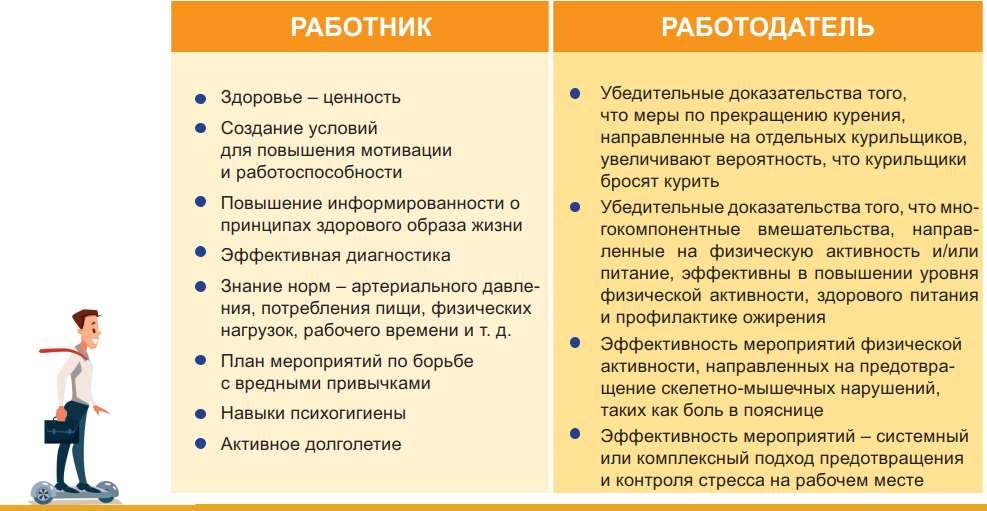 РАБОТНИК
• Здоровье – ценность
• Создание условий
для повышения мотивации
и работоспособности
• Повышение информированности о
принципах здорового образа жизни
• Эффективная диагностика
• Знание норм – артериального давле-
ния, потребления пищи, физических
нагрузок, рабочего времени и т. д.
• План мероприятий по борьбе
с вредными привычками
• Навыки психогигиены
• Активное долголетие
РАБОТОДАТЕЛЬ
• Убедительные доказательства того,
что меры по прекращению курения,
направленные на отдельных курильщиков,
увеличивают вероятность, что курильщики
бросят курить
• Убедительные доказательства того, что мно-
гокомпонентные вмешательства, направ-
ленные на физическую активность и/или
питание, эффективны в повышении уровня
физической активности, здорового питания
и профилактике ожирения
• Эффективность мероприятий физической
активности, направленных на предотвра-
щение скелетно-мышечных нарушений,
таких как боль в пояснице
• Эффективность мероприятий – системный
или комплексный подход предотвращения
и контроля стресса на рабочем месте